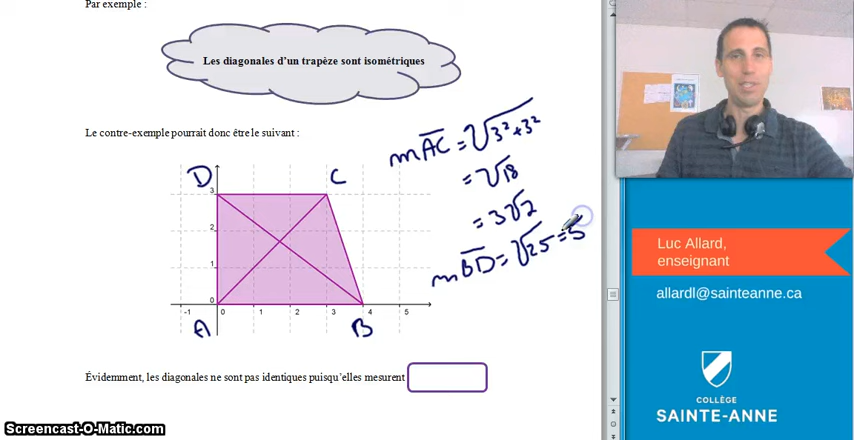 Par exemple :
Les diagonales d'un trapèze sont isométriques
Le contre-exemple pourrait donc être le suivant :
m AC = √3² + 3²
= √18
= 3√2
m BD = √25 = 5
D
C
3
2
1
0
-1
0
1
2
3
4
5
A
B
Évidemment, les diagonales ne sont pas identiques puisqu'elles mesurent
Luc Allard,
enseignant
allardl@sainteanne.ca
COLLÈGE
SAINTE-ANNE
Screencast-O-Matic.com